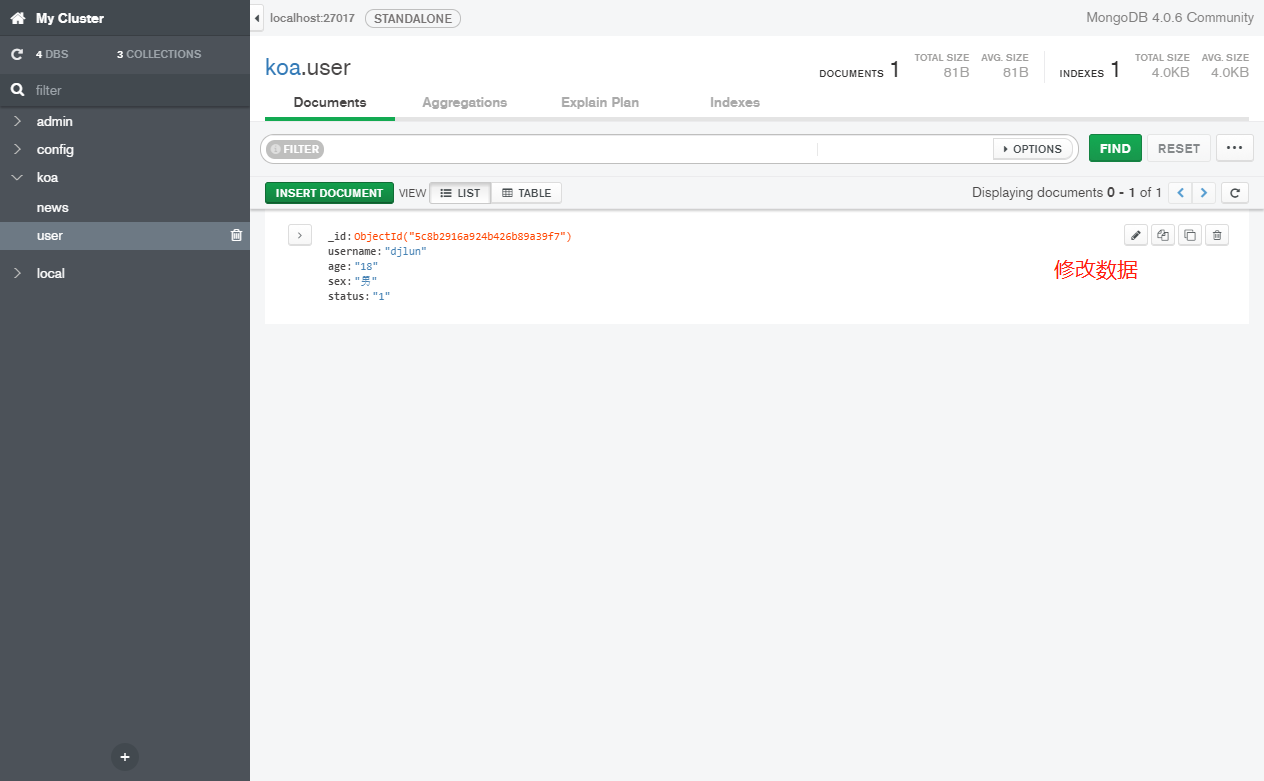 My Cluster
localhost:27017 STANDALONE
MongoDB 4.0.6 Community
4 DBS 3 COLLECTIONS
filter
admin
config
koa
news
user
local
koa.user
DOCUMENTS 1 TOTAL SIZE 81B AVG. SIZE 81B INDEXES 1 TOTAL SIZE 4.0KB AVG. SIZE 4.0KB
Documents Aggregations Explain Plan Indexes
FILTER OPTIONS FIND RESET ...
INSERT DOCUMENT VIEW LIST TABLE Displaying documents 0 - 1 of 1
_id:ObjectId("5c8b2916a924b426b89a39f7")
username:"djlun"
age:"18"
sex:"男"
status:"1"
修改数据